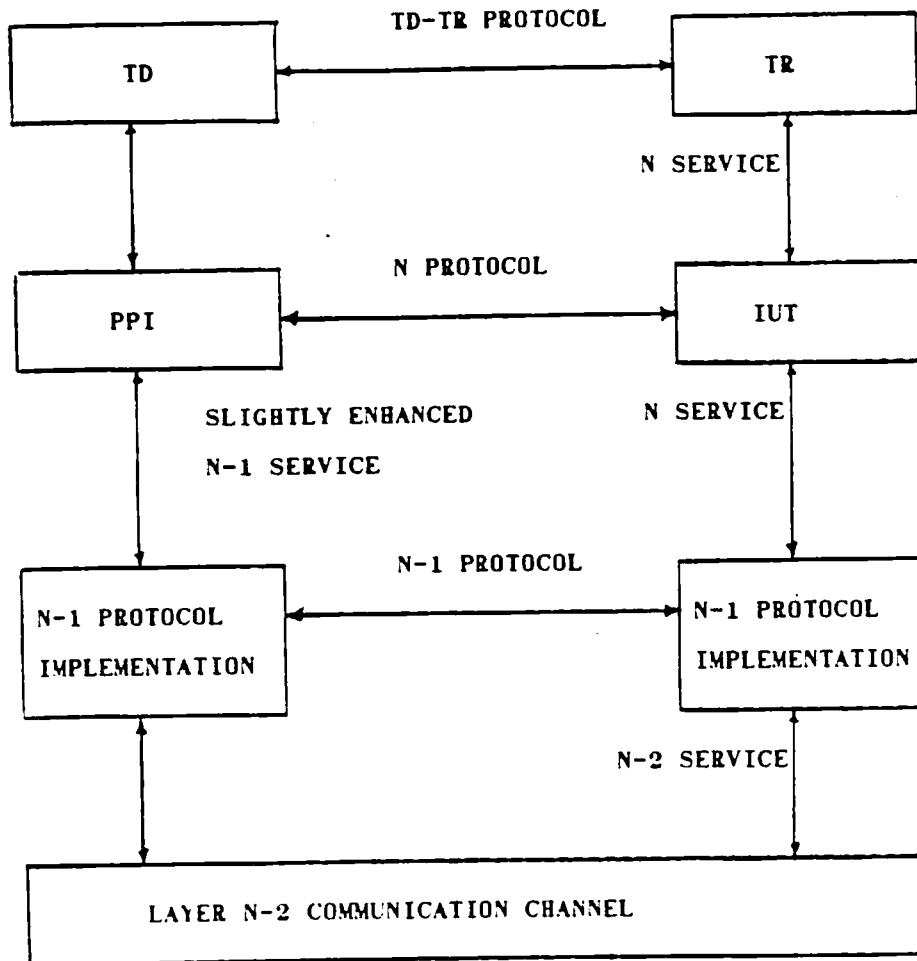 TD-TR PROTOCOL
TD
TR
N SERVICE
N PROTOCOL
PPI
IUT
SLIGHTLY ENHANCED
N-1 SERVICE
N SERVICE
N-1 PROTOCOL
N-1 PROTOCOL
IMPLEMENTATION
N-1 PROTOCOL
IMPLEMENTATION
N-2 SERVICE
LAYER N-2 COMMUNICATION CHANNEL